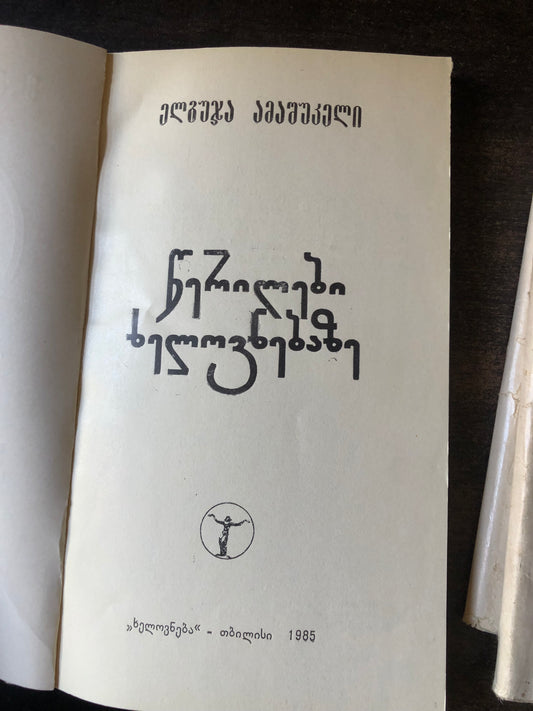 ელგუჯა ამაშუკელი
წერილები
ხელოვნებაზე
„ხელოვნება“ - თბილისი 1985